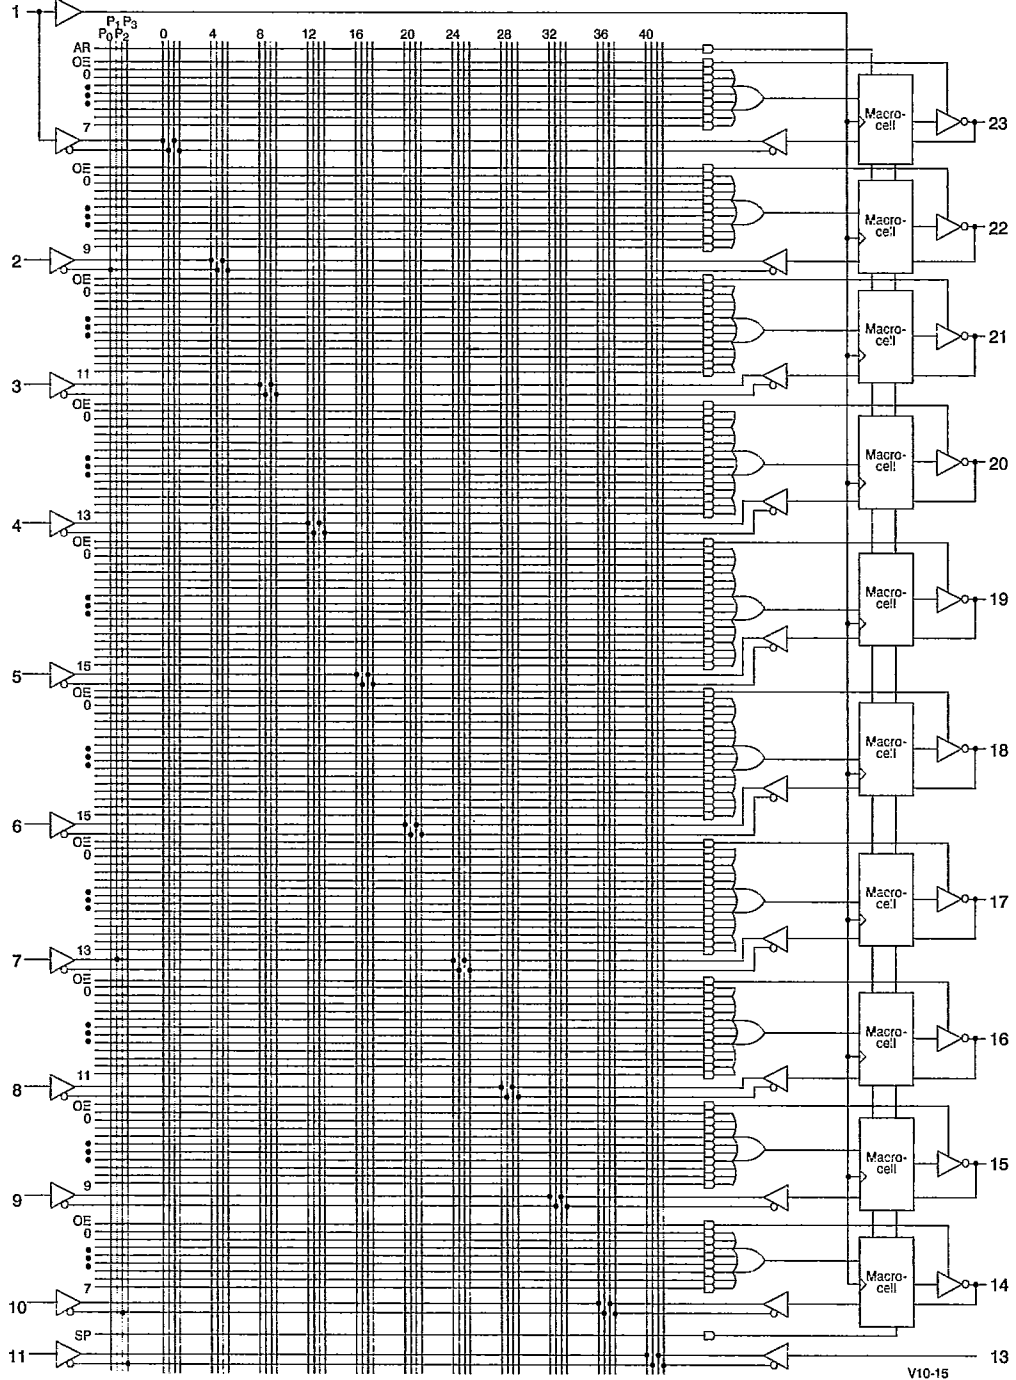 1
P1 P3
P0 P2
0 4 8 12 16 20 24 28 32 36 40
AR
OE
0
Macro-
cell
23
7
OE
0
Macro-
cell
22
2
9
OE
0
Macro-
cell
21
3
11
OE
0
Macro-
cell
20
4
13
OE
0
Macro-
cell
19
5
15
OE
0
Macro-
cell
18
6
15
OE
0
Macro-
cell
17
7
13
OE
0
Macro-
cell
16
8
11
OE
0
Macro-
cell
15
9
9
OE
0
Macro-
cell
14
10
7
SP
11
13
V10-15